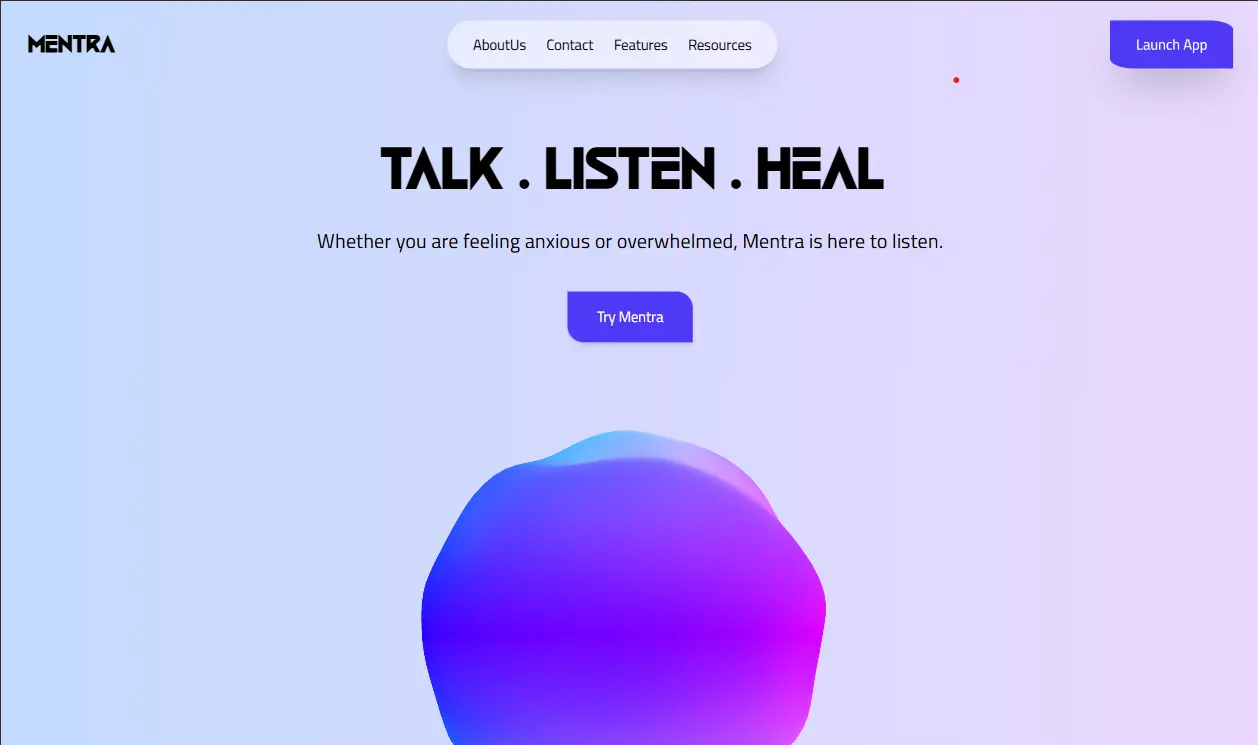 MENTRA
AboutUs Contact Features Resources
Launch App
TALK . LISTEN . HEAL
Whether you are feeling anxious or overwhelmed, Mentra is here to listen.
Try Mentra